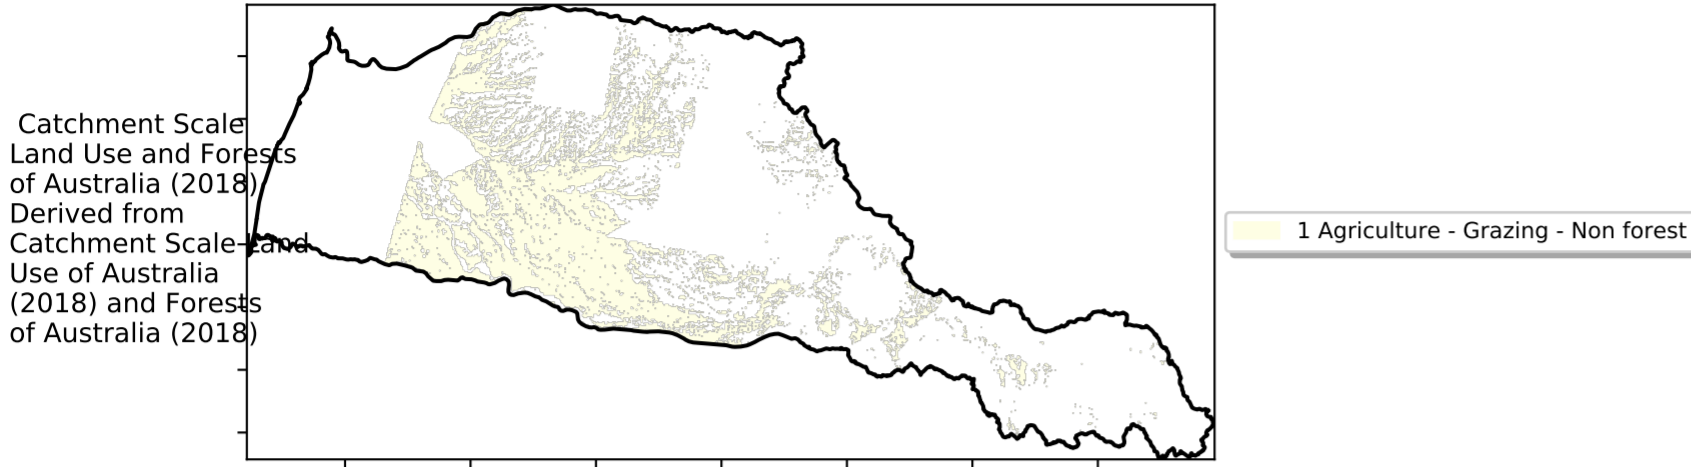 Catchment Scale
Land Use and Forests
of Australia (2018)
Derived from
Catchment Scale Land
Use of Australia
(2018) and Forests
of Australia (2018)
1 Agriculture - Grazing - Non forest